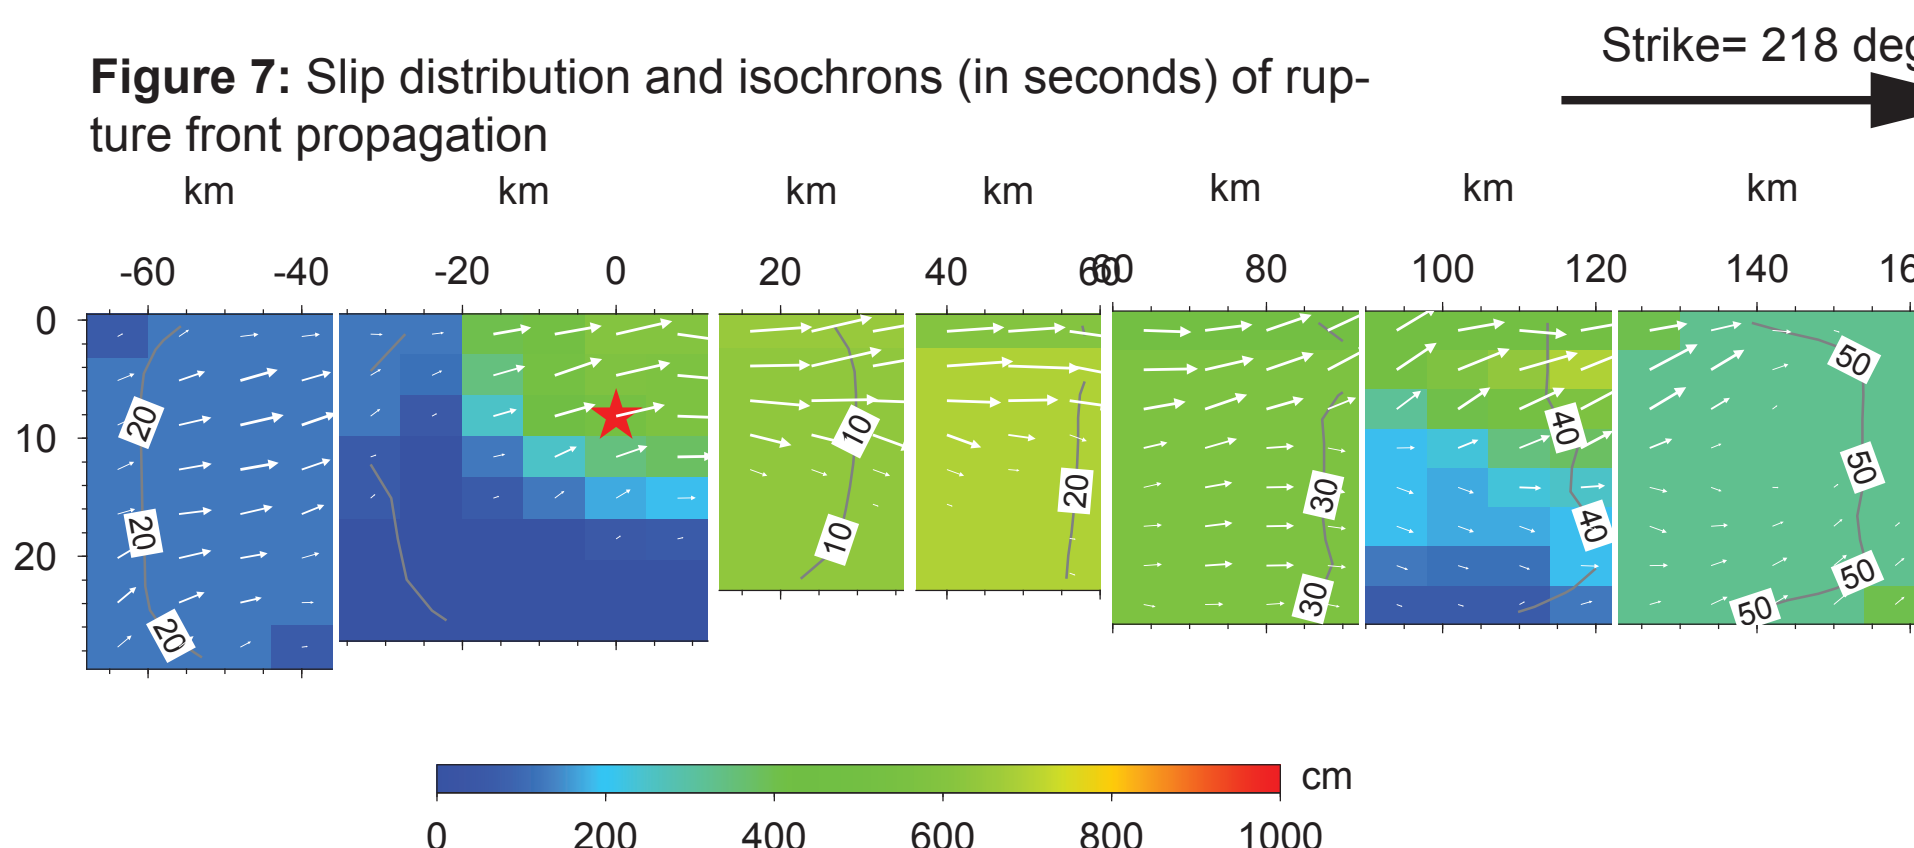 Strike= 218 deg
Figure 7: Slip distribution and isochrons (in seconds) of rup-
ture front propagation
km km km km km km km
-60 -40 -20 0 20 40 60 60 80 100 120 140 16
0
10
20
20
20
20
10
10
20
30
30
40
40
50
50
50
50
cm
0 200 400 600 800 1000